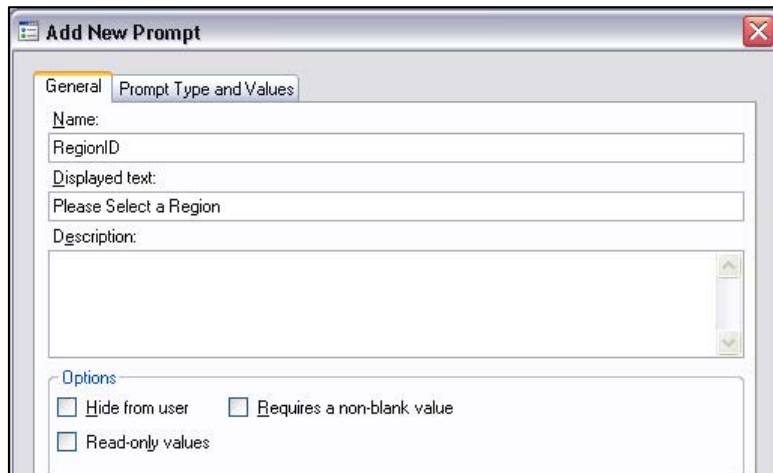 Add New Prompt
General Prompt Type and Values
Name:
RegionID
Displayed text:
Please Select a Region
Description:
Options
Hide from user Requires a non-blank value
Read-only values